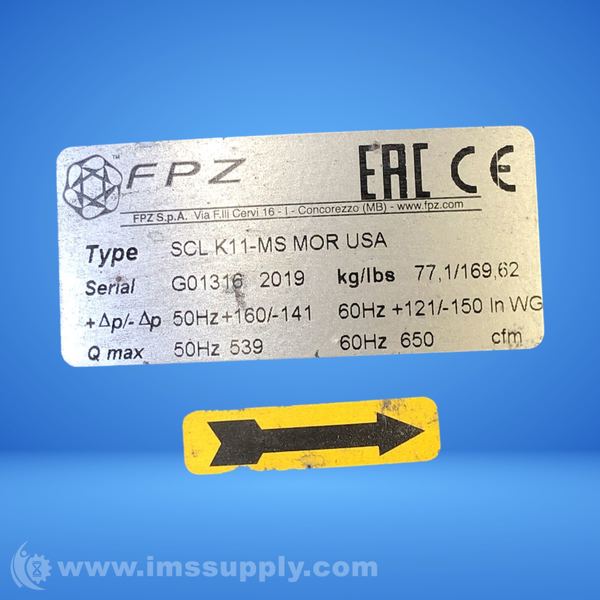 ™ FPZ EAC CE
FPZ S.p.A. Via F.lli Cervi 16 - I - Concorezzo (MB) - www.fpz.com
Type SCL K11-MS MOR USA
Serial G01316 2019 kg/lbs 77,1/169,62
+Δp/-Δp 50Hz+160/-141 60Hz +121/-150 In WG
Q max 50Hz 539 60Hz 650 cfm
www.imssupply.com